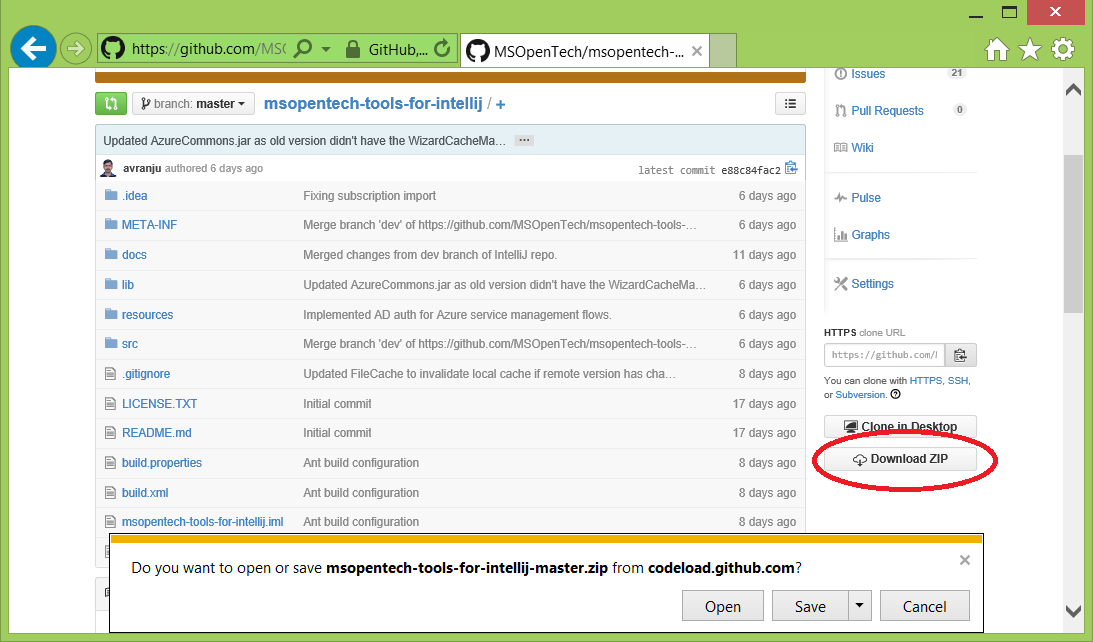 https://github.com/MSO
GitHub,...
MSOpenTech/msopentech-...
branch: master
msopentech-tools-for-intellij / +
Updated AzureCommons.jar as old version didn't have the WizardCacheMa… ...
avranju authored 6 days ago
latest commit e88c84fac2
.idea Fixing subscription import 6 days ago
META-INF Merge branch 'dev' of https://github.com/MSOpenTech/msopentech-tools-… 6 days ago
docs Merged changes from dev branch of IntelliJ repo. 11 days ago
lib Updated AzureCommons.jar as old version didn't have the WizardCacheMa… 6 days ago
resources Implemented AD auth for Azure service management flows. 6 days ago
src Merge branch 'dev' of https://github.com/MSOpenTech/msopentech-tools-… 6 days ago
.gitignore Updated FileCache to invalidate local cache if remote version has cha… 8 days ago
LICENSE.TXT Initial commit 17 days ago
README.md Initial commit 17 days ago
build.properties Ant build configuration 8 days ago
build.xml Ant build configuration 8 days ago
msopentech-tools-for-intellij.iml Ant build configuration 8 days ago
Issues 21
Pull Requests 0
Wiki
Pulse
Graphs
Settings
HTTPS clone URL
https://github.com/
You can clone with HTTPS, SSH,
or Subversion.
Clone in Desktop
Download ZIP
Do you want to open or save msopentech-tools-for-intellij-master.zip from codeload.github.com?
Open
Save
Cancel